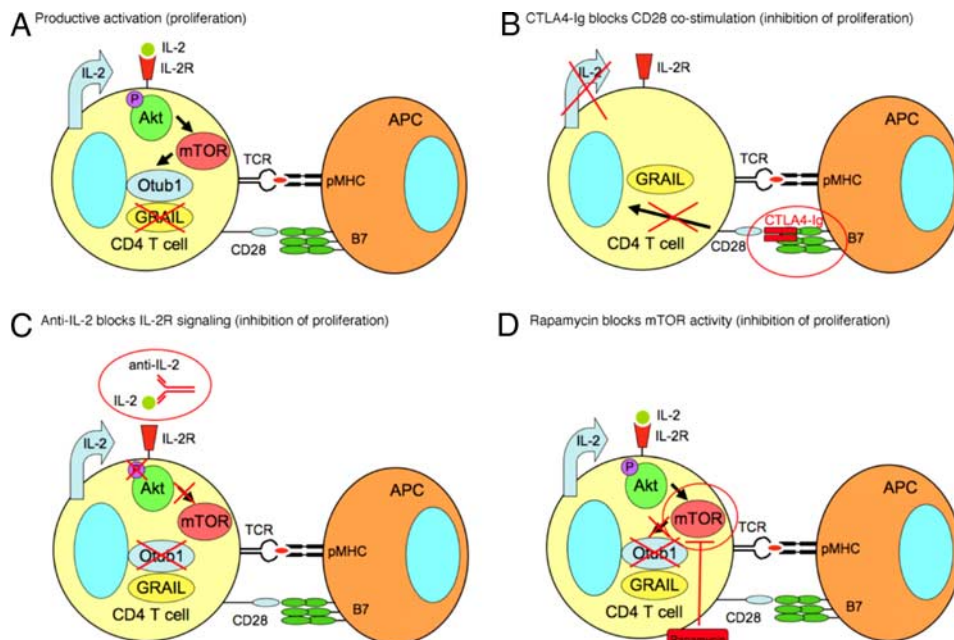 A Productive activation (proliferation)
IL-2
IL-2
IL-2R
P
Akt
mTOR
Otub1
GRAIL
CD4 T cell
TCR
pMHC
CD28
B7
APC
B CTLA4-Ig blocks CD28 co-stimulation (inhibition of proliferation)
IL-2
IL-2R
GRAIL
CD4 T cell
TCR
pMHC
CTLA4-Ig
CD28
B7
APC
C Anti-IL-2 blocks IL-2R signaling (inhibition of proliferation)
anti-IL-2
IL-2
IL-2
IL-2R
P
Akt
mTOR
Otub1
GRAIL
CD4 T cell
TCR
pMHC
CD28
B7
APC
D Rapamycin blocks mTOR activity (inhibition of proliferation)
IL-2
IL-2
IL-2R
P
Akt
mTOR
Otub1
GRAIL
CD4 T cell
TCR
pMHC
CD28
B7
APC